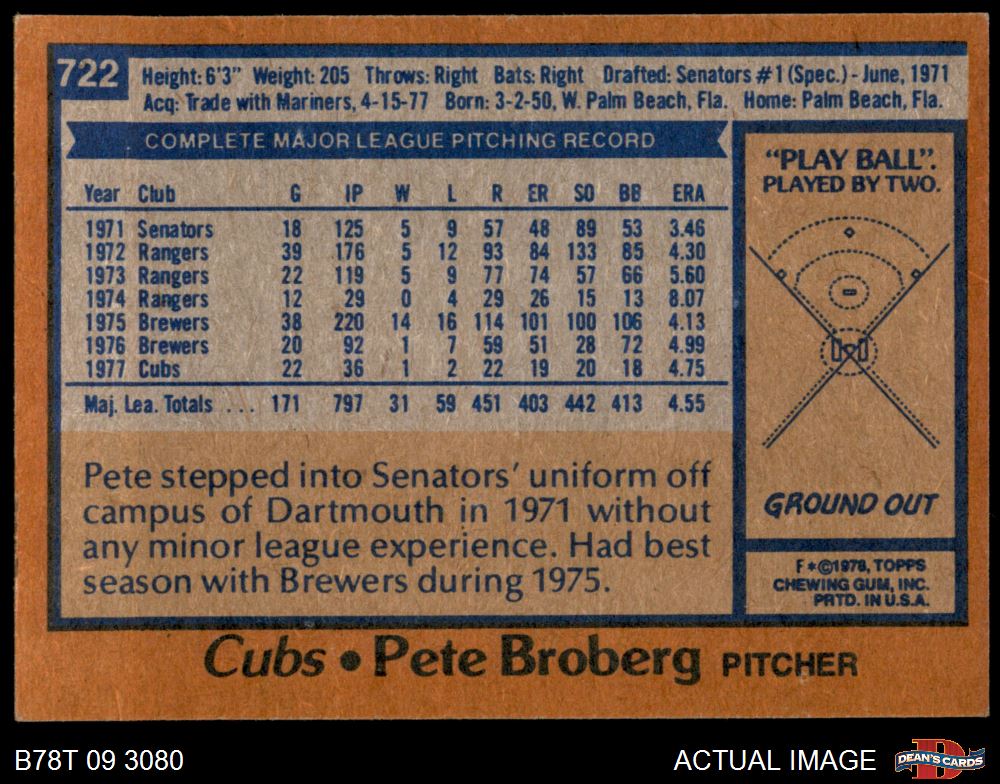 722
Height: 6'3" Weight: 205 Throws: Right Bats: Right Drafted: Senators #1 (Spec.) - June, 1971
Acq: Trade with Mariners, 4-15-77 Born: 3-2-50, W. Palm Beach, Fla. Home: Palm Beach, Fla.
COMPLETE MAJOR LEAGUE PITCHING RECORD
Year Club G IP W L R ER SO BB ERA
1971 Senators 18 125 5 9 57 48 89 53 3.46
1972 Rangers 39 176 5 12 93 84 133 85 4.30
1973 Rangers 22 119 5 9 77 74 57 66 5.60
1974 Rangers 12 29 0 4 29 26 15 13 8.07
1975 Brewers 38 220 14 16 114 101 100 106 4.13
1976 Brewers 20 92 1 7 59 51 28 72 4.99
1977 Cubs 22 36 1 2 22 19 20 18 4.75
Maj. Lea. Totals ... 171 797 31 59 451 403 442 413 4.55
Pete stepped into Senators' uniform off
campus of Dartmouth in 1971 without
any minor league experience. Had best
season with Brewers during 1975.
"PLAY BALL".
PLAYED BY TWO.
GROUND OUT
F*©1978, TOPPS
CHEWING GUM, INC.
PRTD. IN U.S.A.
Cubs • Pete Broberg PITCHER
B78T 09 3080
ACTUAL IMAGE
DEAN'S CARDS